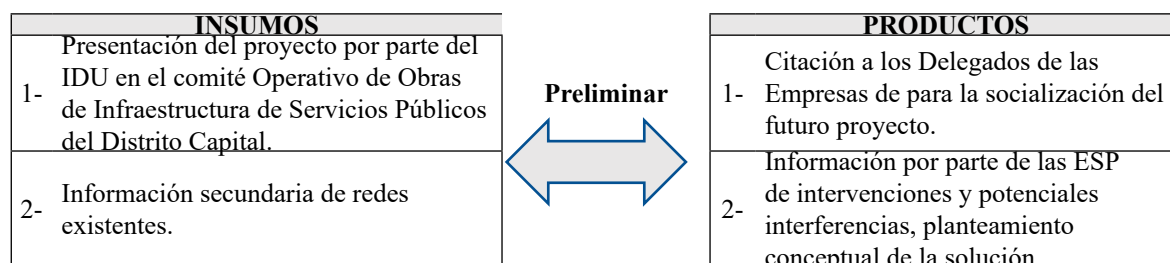 INSUMOS
1- Presentación del proyecto por parte del
IDU en el comité Operativo de Obras
de Infraestructura de Servicios Públicos
del Distrito Capital.
2- Información secundaria de redes
existentes.
Preliminar
PRODUCTOS
1- Citación a los Delegados de las
Empresas de para la socialización del
futuro proyecto.
2- Información por parte de las ESP
de intervenciones y potenciales
interferencias, planteamiento
conceptual de la solución